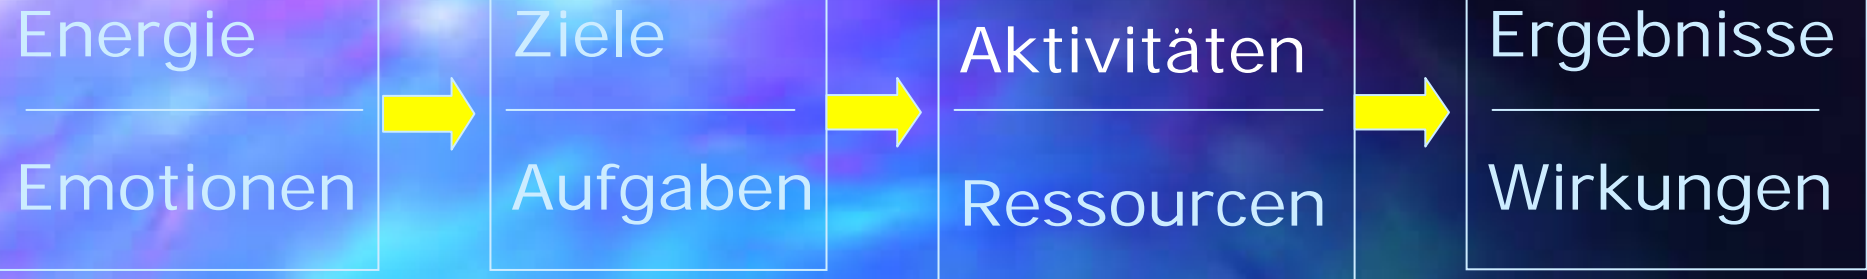 Energie
Emotionen
Ziele
Aufgaben
Aktivitäten
Ressourcen
Ergebnisse
Wirkungen